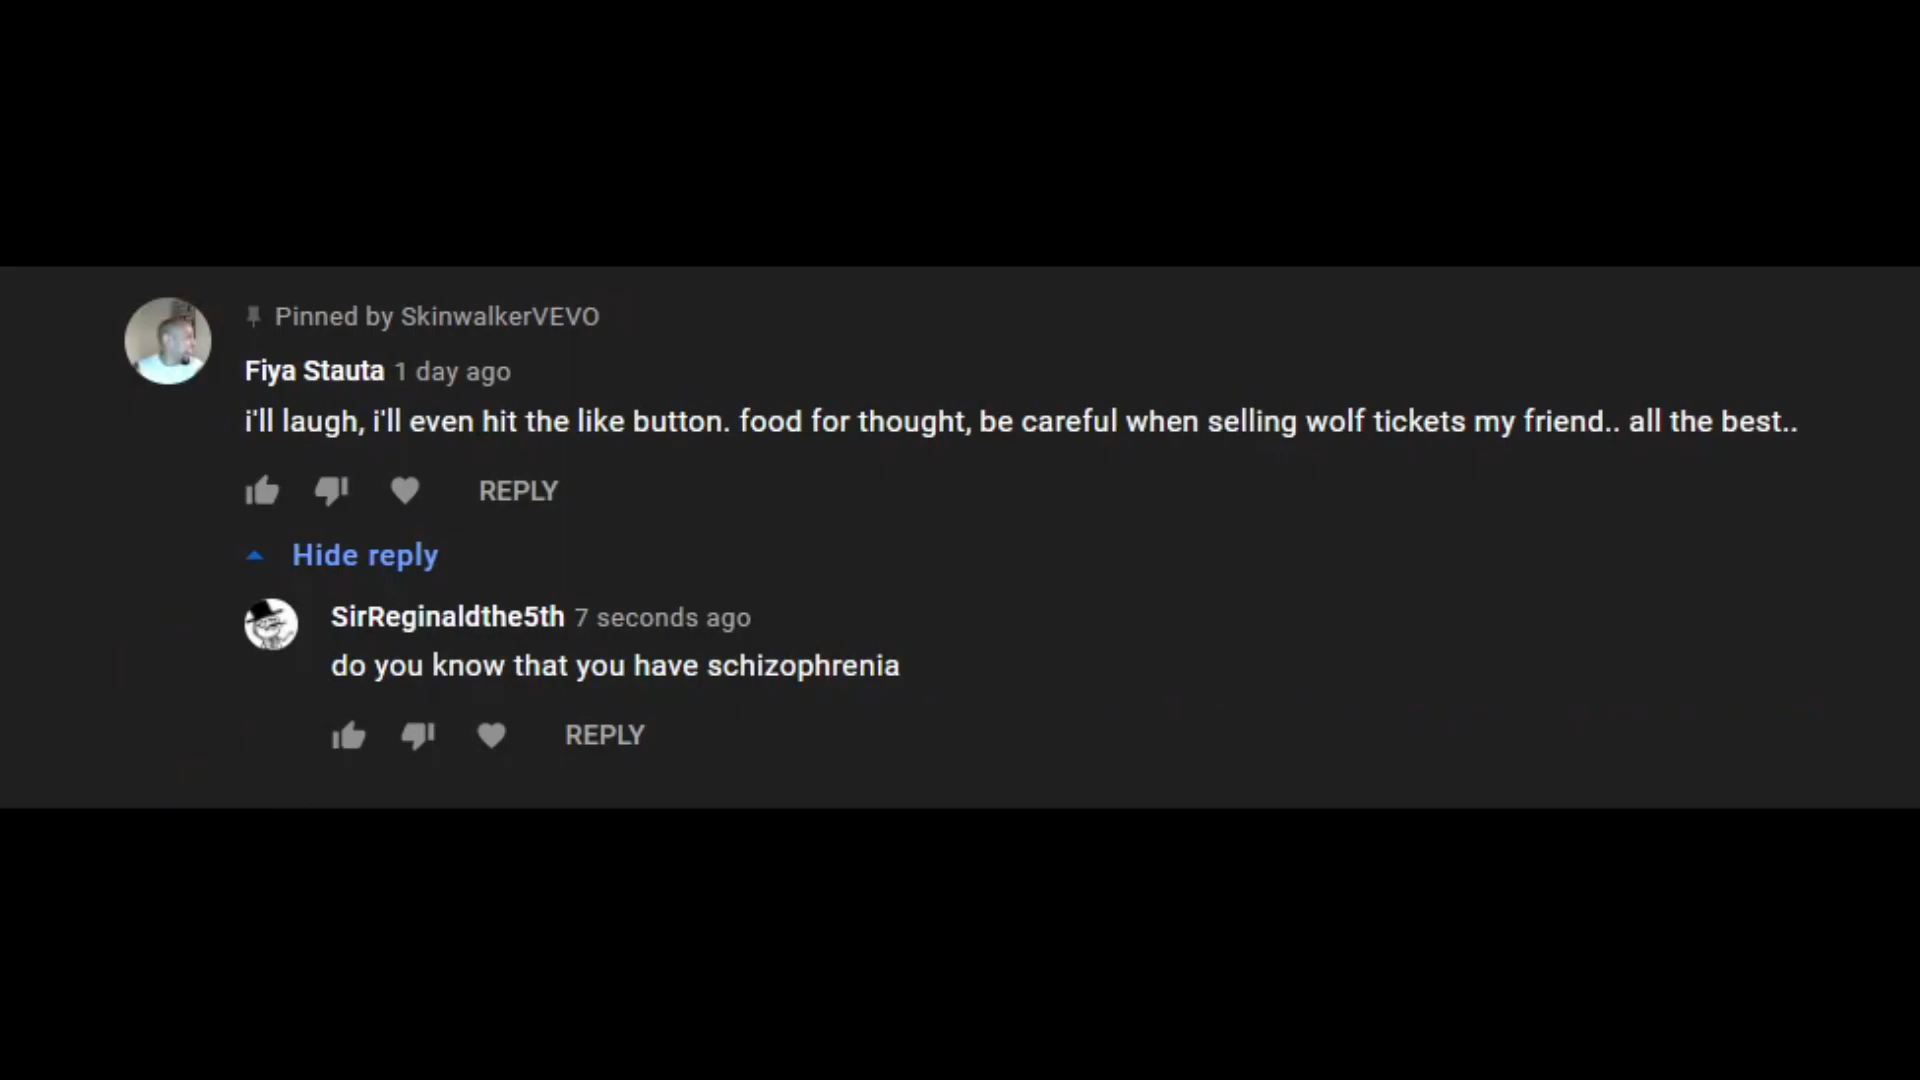 Pinned by SkinwalkerVEVO
Fiya Stauta 1 day ago
i'll laugh, i'll even hit the like button. food for thought, be careful when selling wolf tickets my friend.. all the best..
REPLY
Hide reply
SirReginaldthe5th 7 seconds ago
do you know that you have schizophrenia
REPLY